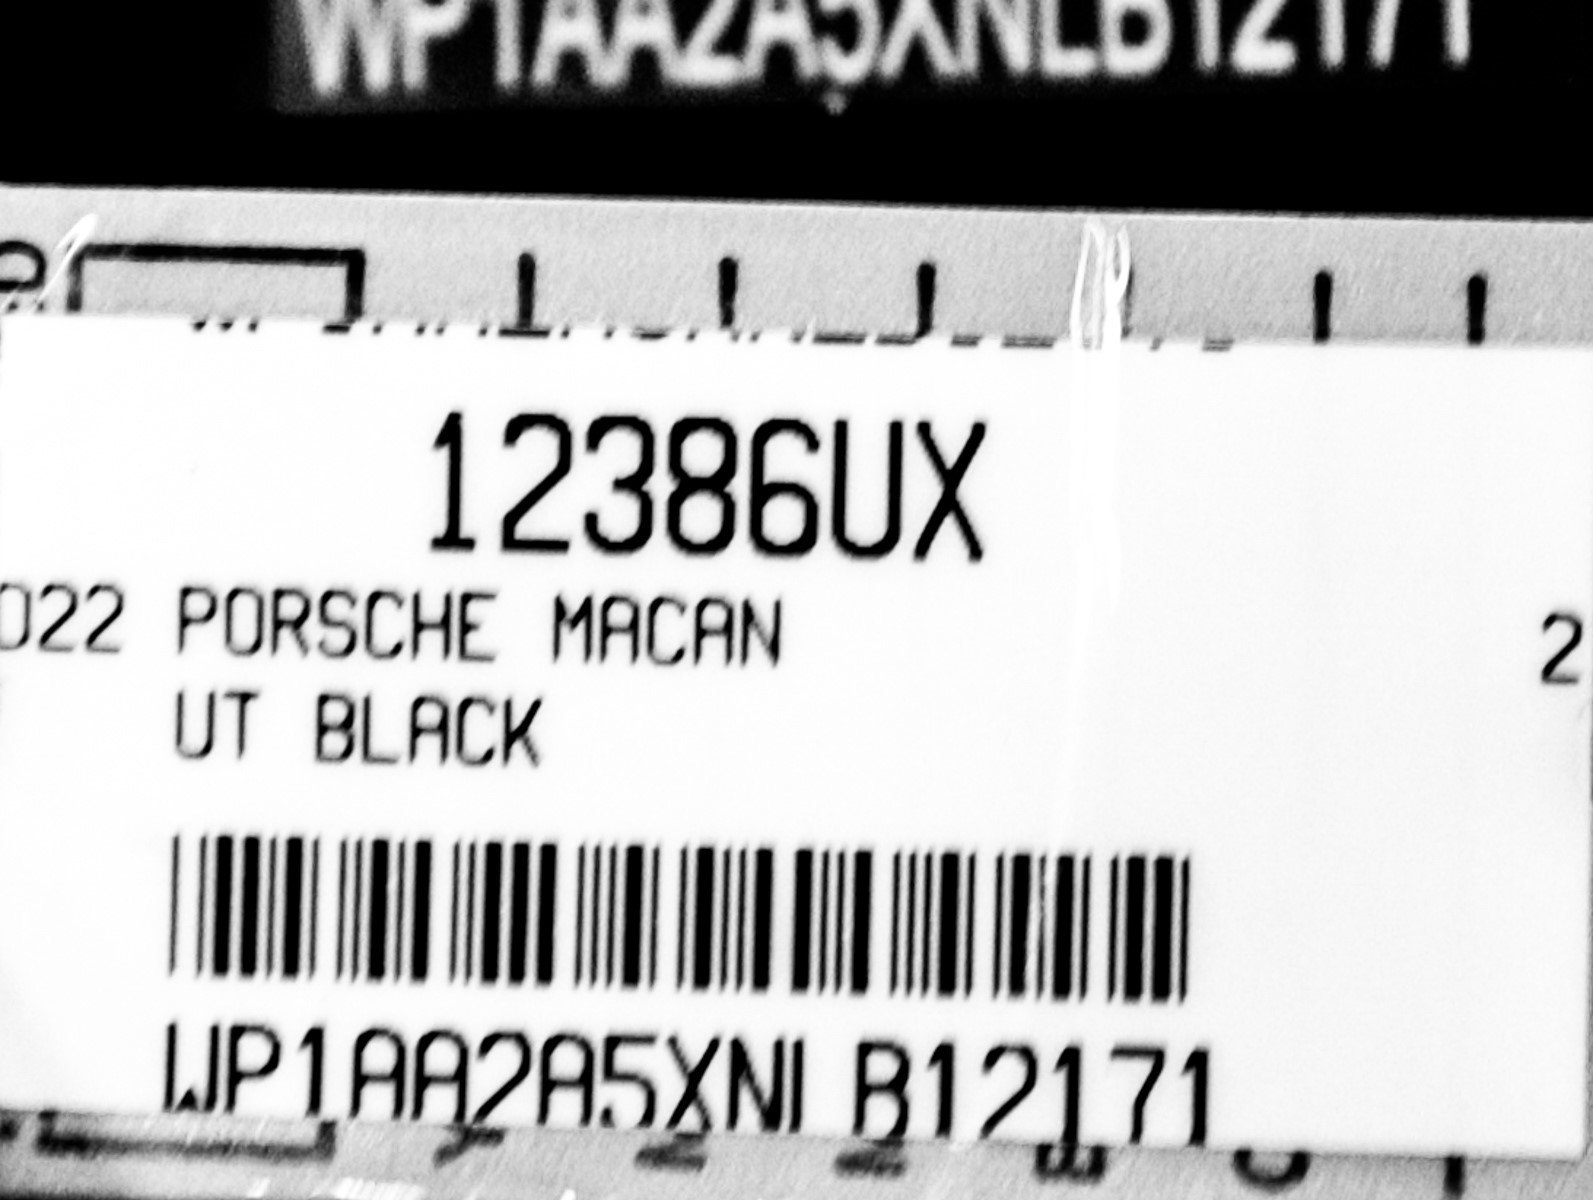 WP1AA2A5XNLB12171
12386UX
022 PORSCHE MACAN 2
UT BLACK
WP1AA2A5XNLB12171